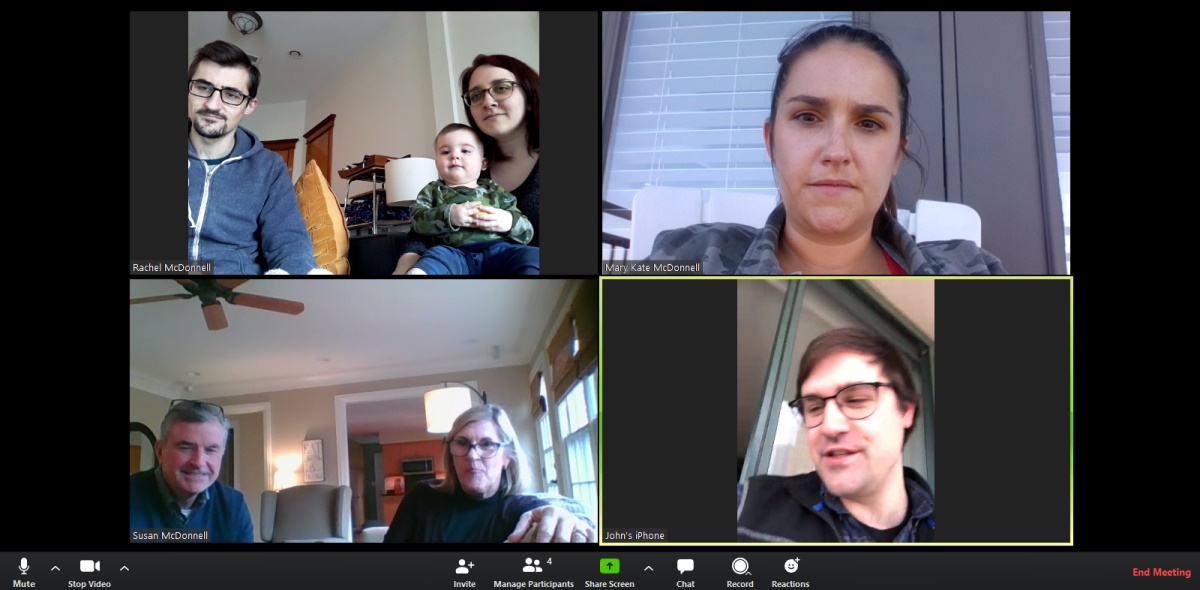 Rachel McDonnell
Mary Kate McDonnell
Susan McDonnell
John's iPhone
Mute
Stop Video
Invite
4
Manage Participants
Share Screen
Chat
Record
Reactions
End Meeting